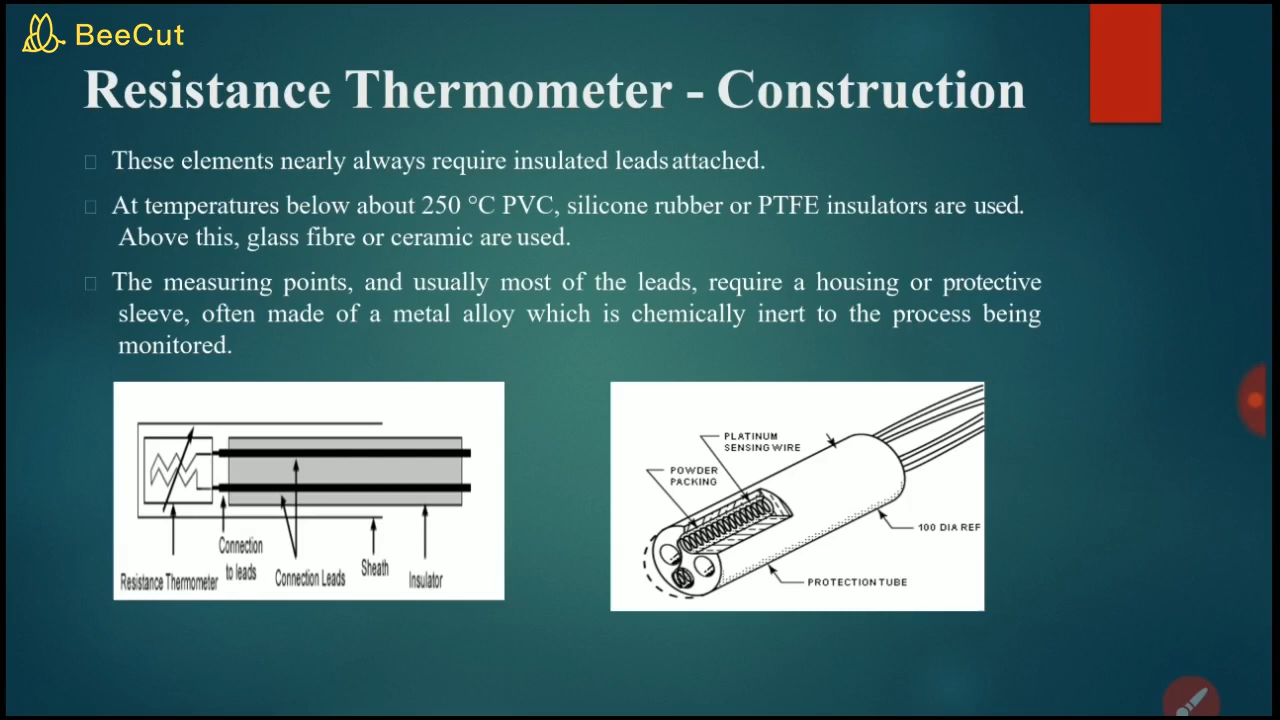 BeeCut
Resistance Thermometer - Construction
These elements nearly always require insulated leads attached.
At temperatures below about 250 °C PVC, silicone rubber or PTFE insulators are used.
Above this, glass fibre or ceramic are used.
The measuring points, and usually most of the leads, require a housing or protective
sleeve, often made of a metal alloy which is chemically inert to the process being
monitored.
Resistance Thermometer
Connection
to leads
Connection Leads
Sheath
Insulator
PLATINUM
SENSING WIRE
POWDER
PACKING
100 DIA REF
PROTECTION TUBE